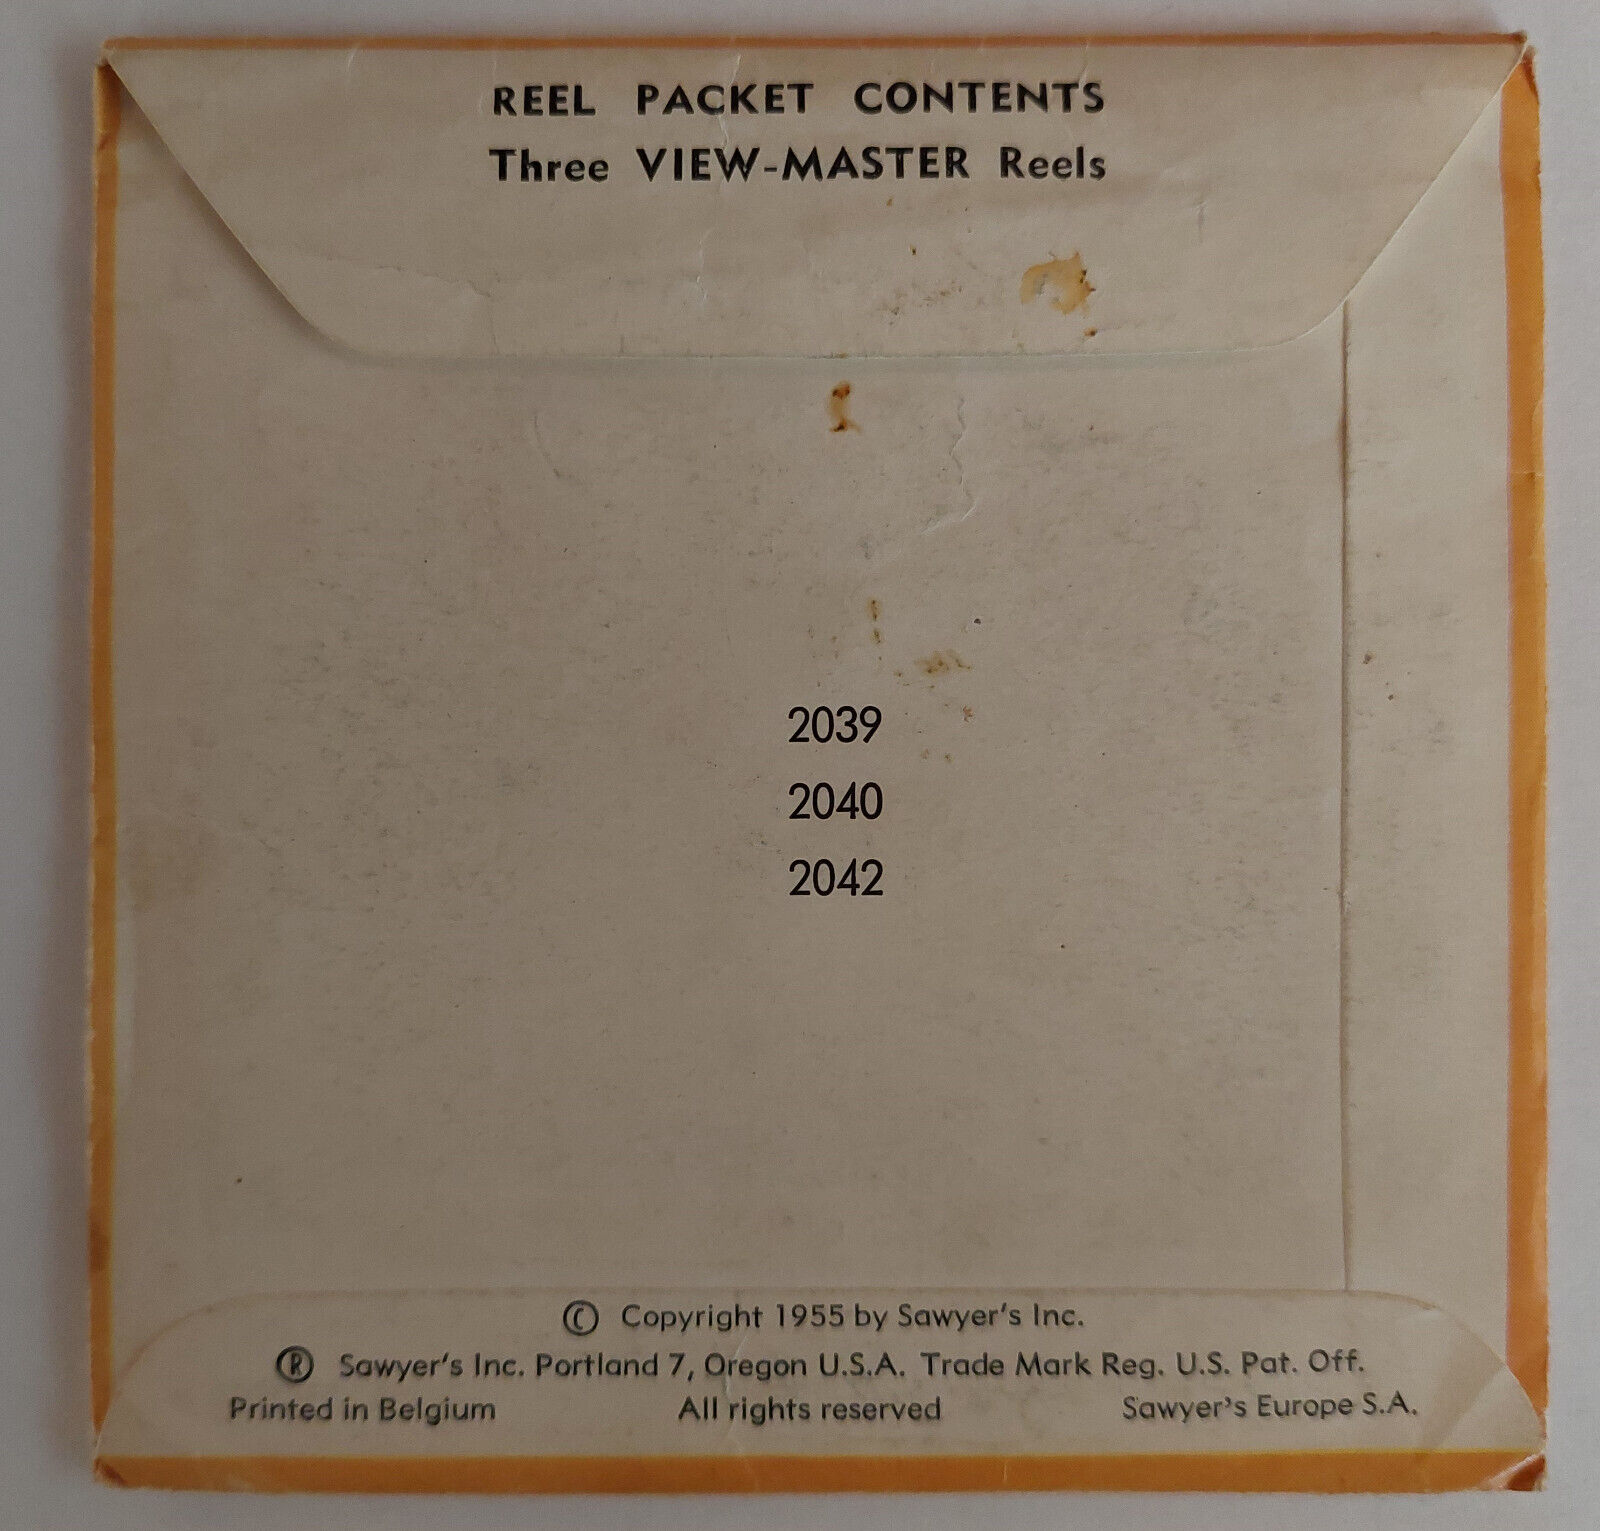 REEL PACKET CONTENTS
Three VIEW-MASTER Reels
2039
2040
2042
© Copyright 1955 by Sawyer's Inc.
® Sawyer's Inc. Portland 7, Oregon U.S.A. Trade Mark Reg. U.S. Pat. Off.
Printed in Belgium All rights reserved Sawyer's Europe S.A.